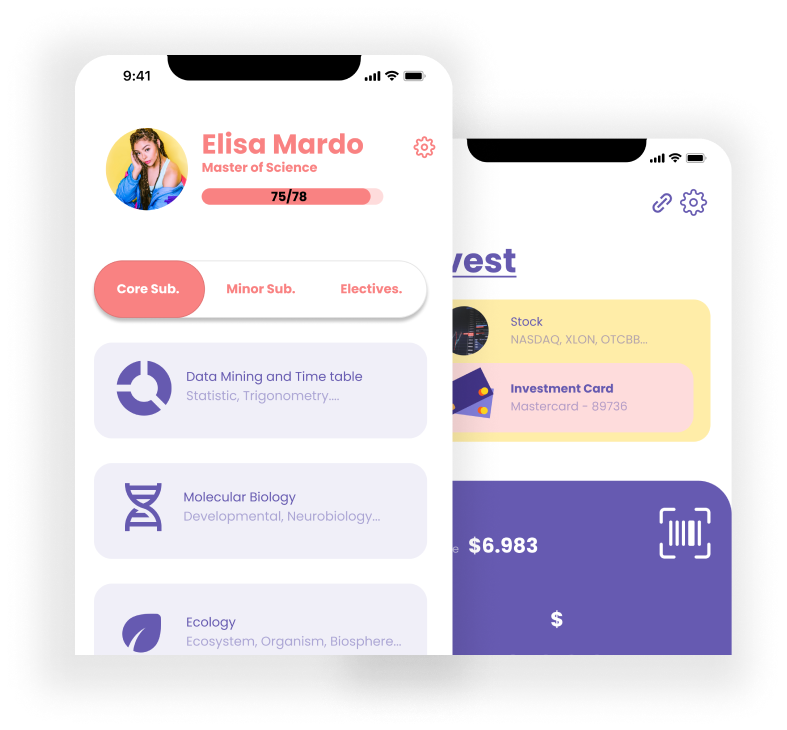 9:41
Elisa Mardo
Master of Science
75/78
Core Sub.
Minor Sub.
Electives.
Data Mining and Time table
Statistic, Trigonometry....
Molecular Biology
Developmental, Neurobiology...
Ecology
Ecosystem, Organism, Biosphere...
vest
Stock
NASDAQ, XLON, OTCBB...
Investment Card
Mastercard - 89736
e $6.983
$